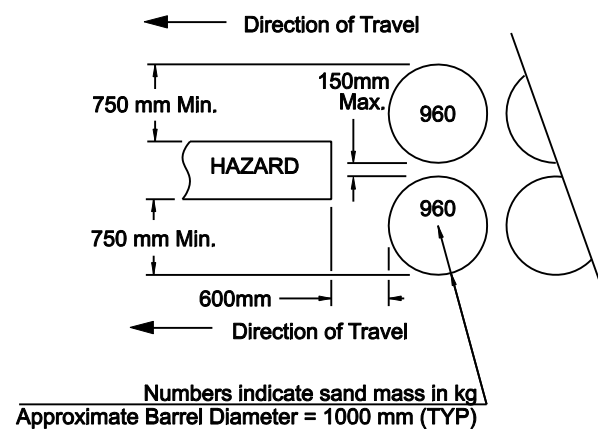 Direction of Travel
150mm
Max.
750 mm Min.
960
HAZARD
960
750 mm Min.
600mm
Direction of Travel
Numbers indicate sand mass in kg
Approximate Barrel Diameter = 1000 mm (TYP)